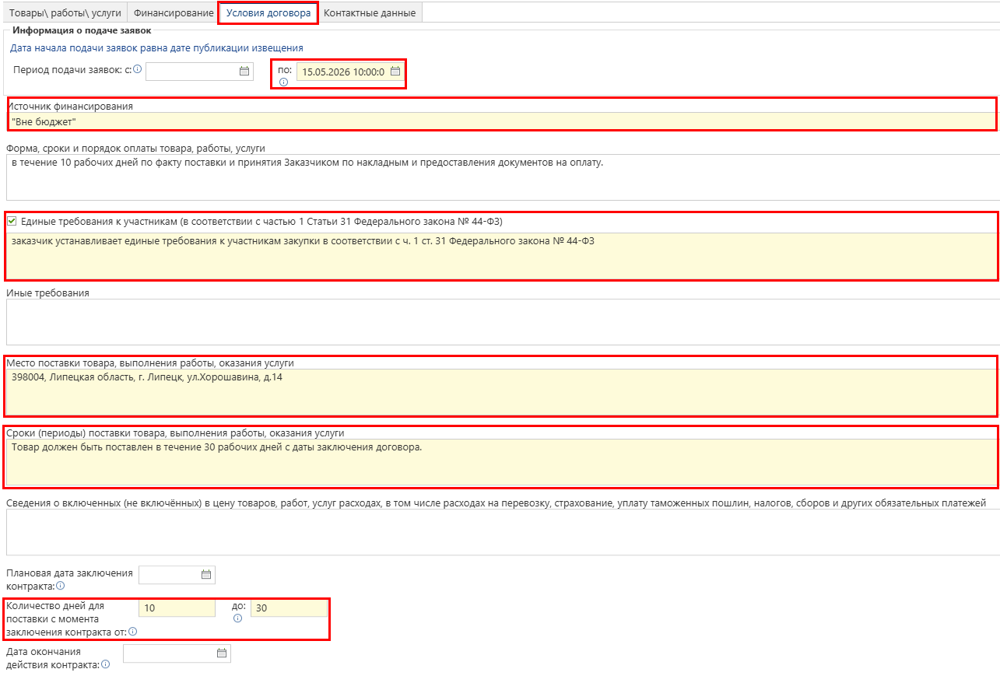 Товары\ работы\ услуги Финансирование Условия договора Контактные данные
Информация о подаче заявок
Дата начала подачи заявок равна дате публикации извещения
Период подачи заявок: с: по: 15.05.2026 10:00:0
Источник финансирования
"Вне бюджет"
Форма, сроки и порядок оплаты товара, работы, услуги
в течение 10 рабочих дней по факту поставки и принятия Заказчиком по накладным и предоставления документов на оплату.
Единые требования к участникам (в соответствии с частью 1 Статьи 31 Федерального закона № 44-ФЗ)
заказчик устанавливает единые требования к участникам закупки в соответствии с ч. 1 ст. 31 Федерального закона № 44-ФЗ
Иные требования
Место поставки товара, выполнения работы, оказания услуги
398004, Липецкая область, г. Липецк, ул.Хорошавина, д.14
Сроки (периоды) поставки товара, выполнения работы, оказания услуги
Товар должен быть поставлен в течение 30 рабочих дней с даты заключения договора.
Сведения о включенных (не включённых) в цену товаров, работ, услуг расходах, в том числе расходах на перевозку, страхование, уплату таможенных пошлин, налогов, сборов и других обязательных платежей
Плановая дата заключения
контракта:
Количество дней для 10 до: 30
поставки с момента
заключения контракта от:
Дата окончания
действия контракта: